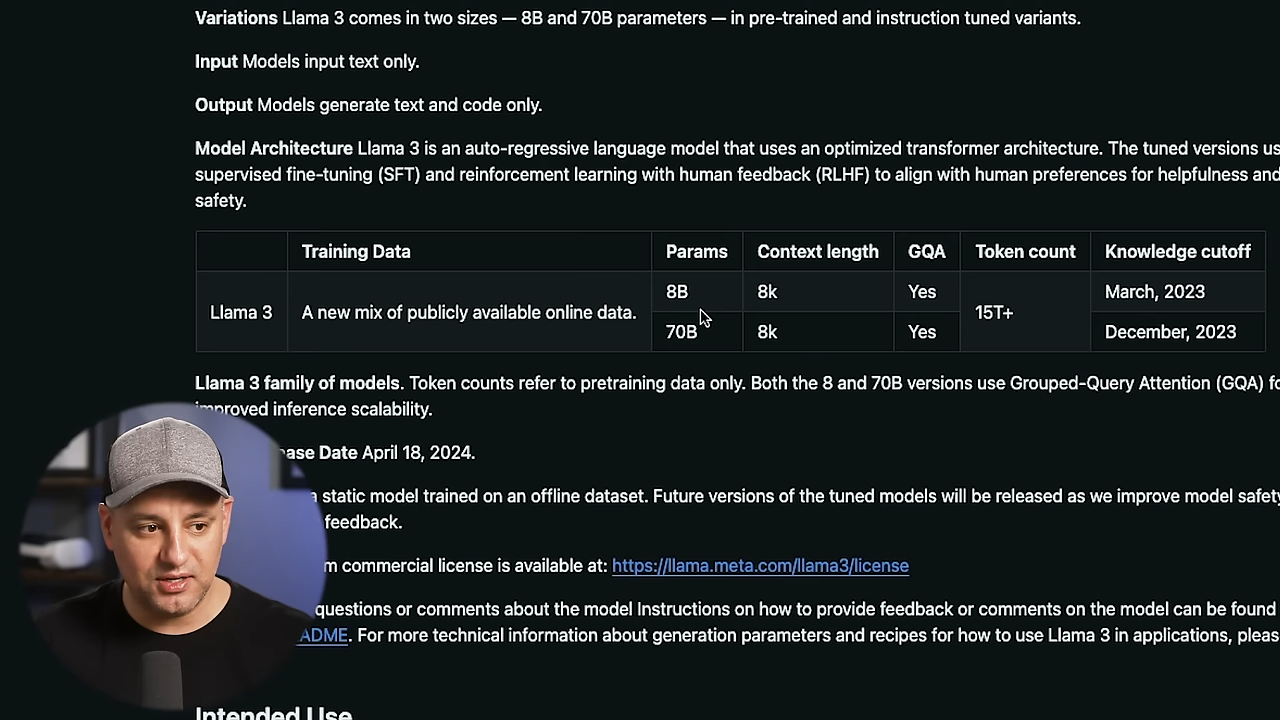 Variations Llama 3 comes in two sizes — 8B and 70B parameters — in pre-trained and instruction tuned variants.
Input Models input text only.
Output Models generate text and code only.
Model Architecture Llama 3 is an auto-regressive language model that uses an optimized transformer architecture. The tuned versions us
supervised fine-tuning (SFT) and reinforcement learning with human feedback (RLHF) to align with human preferences for helpfulness and
safety.
Training Data Params Context length GQA Token count Knowledge cutoff
8B 8k Yes March, 2023
Llama 3 A new mix of publicly available online data. 15T+
70B 8k Yes December, 2023
Llama 3 family of models. Token counts refer to pretraining data only. Both the 8 and 70B versions use Grouped-Query Attention (GQA) fo
improved inference scalability.
ase Date April 18, 2024.
a static model trained on an offline dataset. Future versions of the tuned models will be released as we improve model safety
feedback.
m commercial license is available at: https://llama.meta.com/llama3/license
questions or comments about the model Instructions on how to provide feedback or comments on the model can be found
ADME. For more technical information about generation parameters and recipes for how to use Llama 3 in applications, pleas
Intended Use